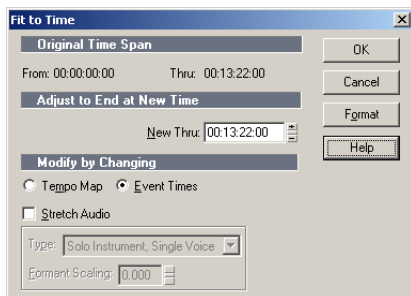 Fit to Time
Original Time Span
From: 00:00:00:00 Thru: 00:13:22:00
Adjust to End at New Time
New Thru: 00:13:22:00
Modify by Changing
Tempo Map Event Times
Stretch Audio
Type: Solo Instrument, Single Voice
Formant Scaling: 0.000
OK
Cancel
Format
Help